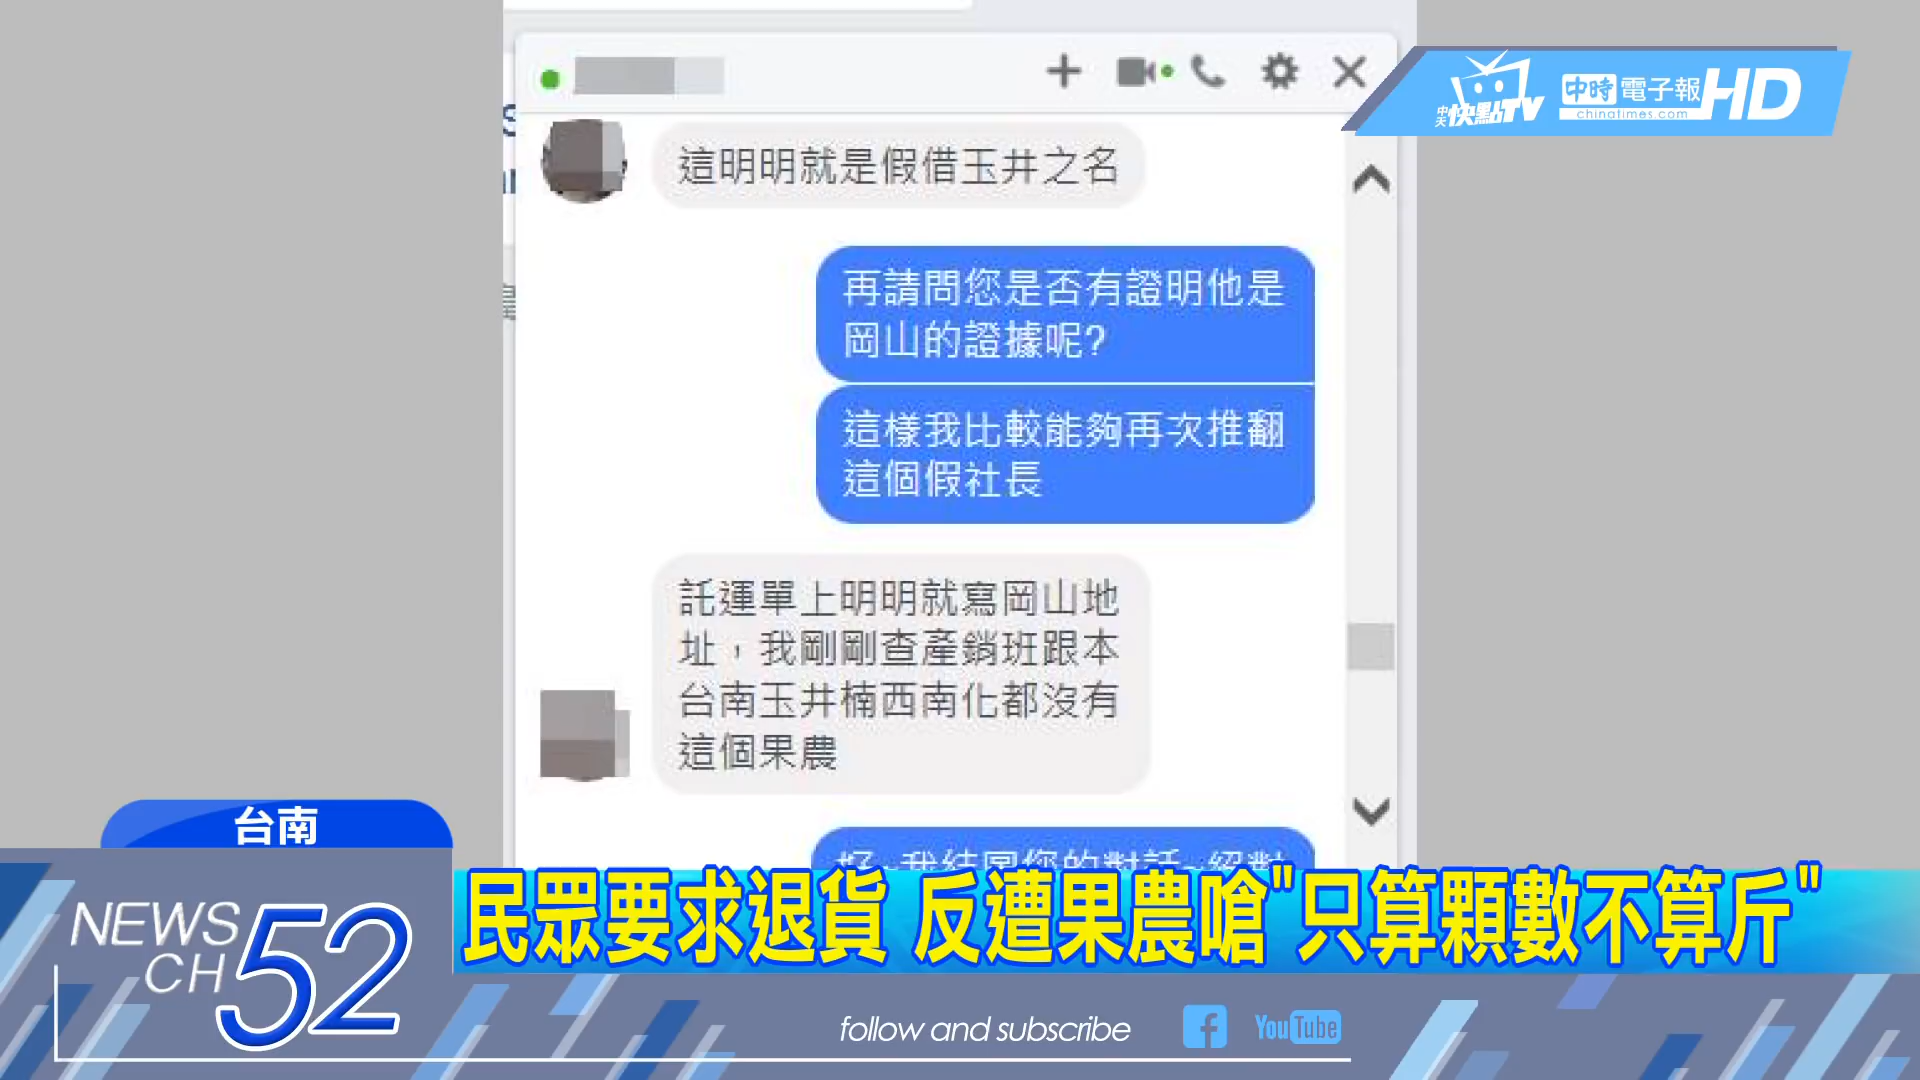 中天快點TV 中時電子報HD
chinatimes.com
這明明就是假借玉井之名
再請問您是否有證明他是
岡山的證據呢?
這樣我比較能夠再次推翻
這個假社長
託運單上明明就寫岡山地
址，我剛剛查產銷班跟本
台南玉井楠西南化都沒有
這個果農
台南
民眾要求退貨 反遭果農嗆"只算顆數不算斤"
NEWS
CH 52
follow and subscribe
YouTube